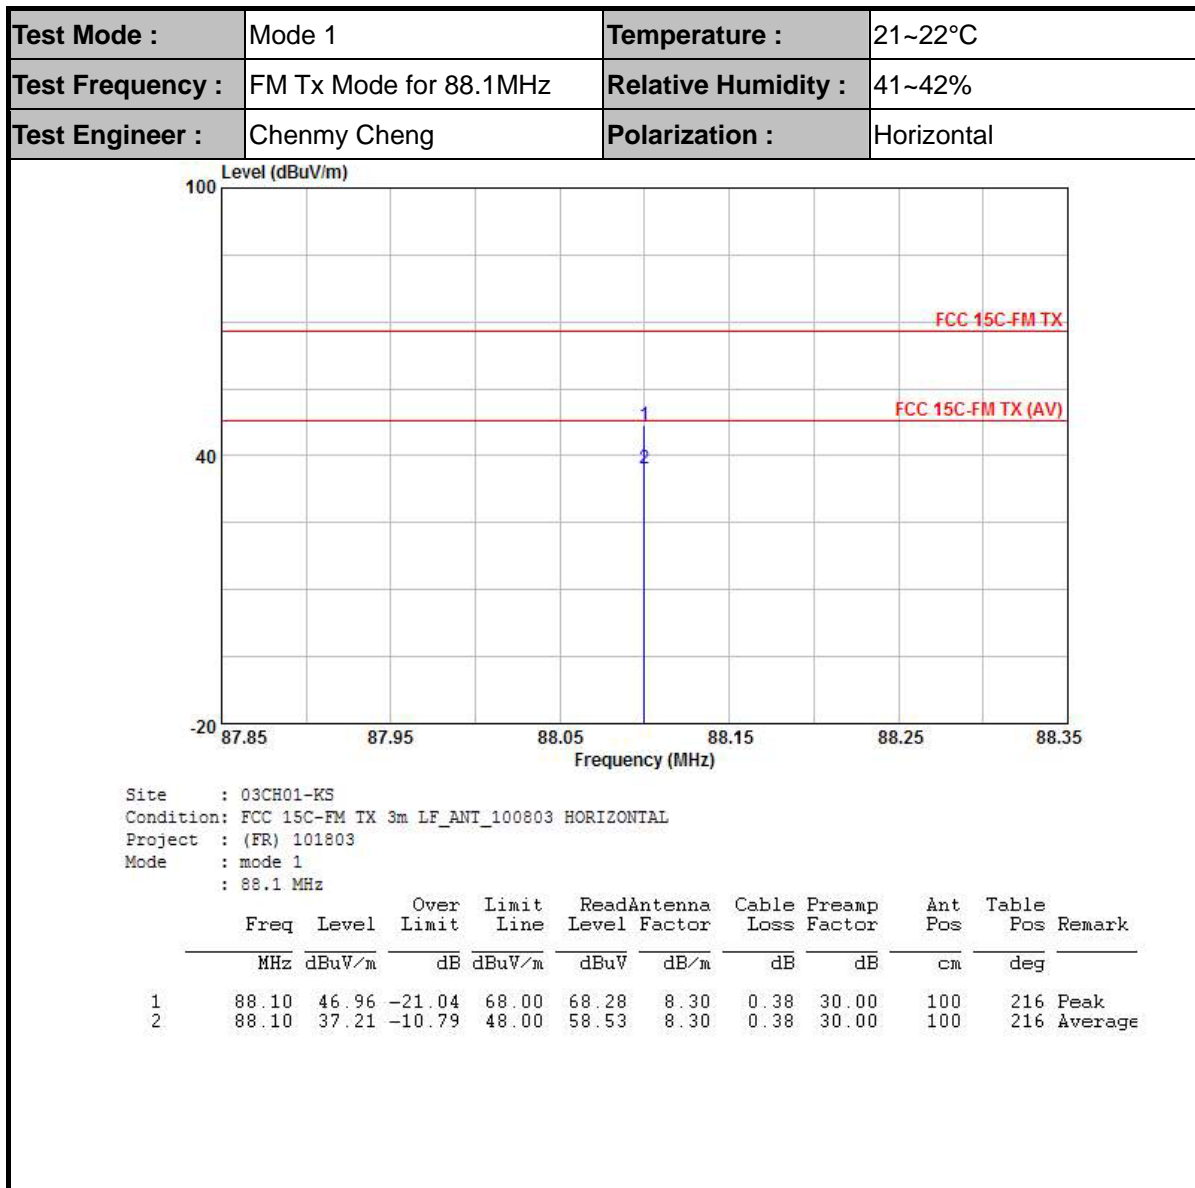 Test Mode : Mode 1 Temperature : 21~22°C
Test Frequency : FM Tx Mode for 88.1MHz Relative Humidity : 41~42%
Test Engineer : Chenmy Cheng Polarization : Horizontal
Level (dBuV/m)
100
FCC 15C-FM TX
1
FCC 15C-FM TX (AV)
40
2
-20
87.85 87.95 88.05 88.15 88.25 88.35
Frequency (MHz)
Site : 03CH01-KS
Condition: FCC 15C-FM TX 3m LF_ANT_100803 HORIZONTAL
Project : (FR) 101803
Mode : mode 1
: 88.1 MHz
Over Limit ReadAntenna Cable Preamp Ant Table
Freq Level Limit Line Level Factor Loss Factor Pos Pos Remark
MHz dBuV/m dB dBuV/m dBuV dB/m dB dB cm deg
1 88.10 46.96 -21.04 68.00 68.28 8.30 0.38 30.00 100 216 Peak
2 88.10 37.21 -10.79 48.00 58.53 8.30 0.38 30.00 100 216 Average